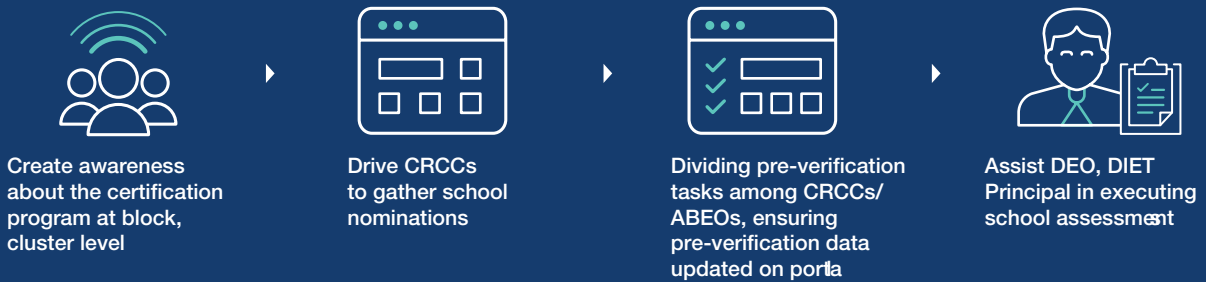 Create awareness
about the certification
program at block,
cluster level
Drive CRCCs
to gather school
nominations
Dividing pre-verification
tasks among CRCCs/
ABEOs, ensuring
pre-verification data
updated on portla
Assist DEO, DIET
Principal in executing
school assessmesnt